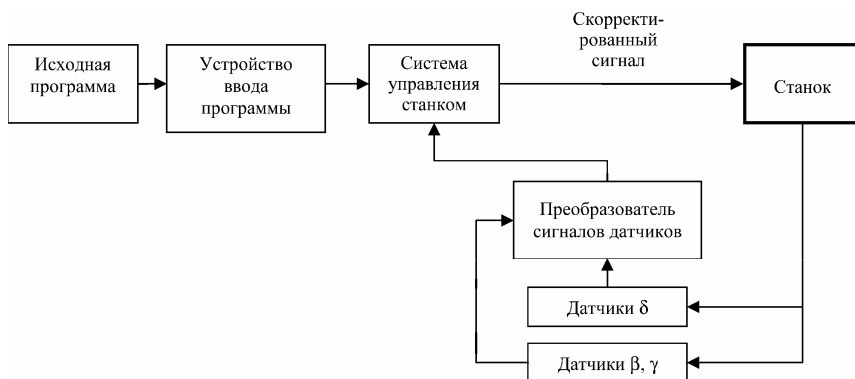 Исходная
программа
Устройство
ввода
программы
Система
управления
станком
Скорректи-
рованный
сигнал
Станок
Преобразователь
сигналов датчиков
Датчики δ
Датчики β, γ